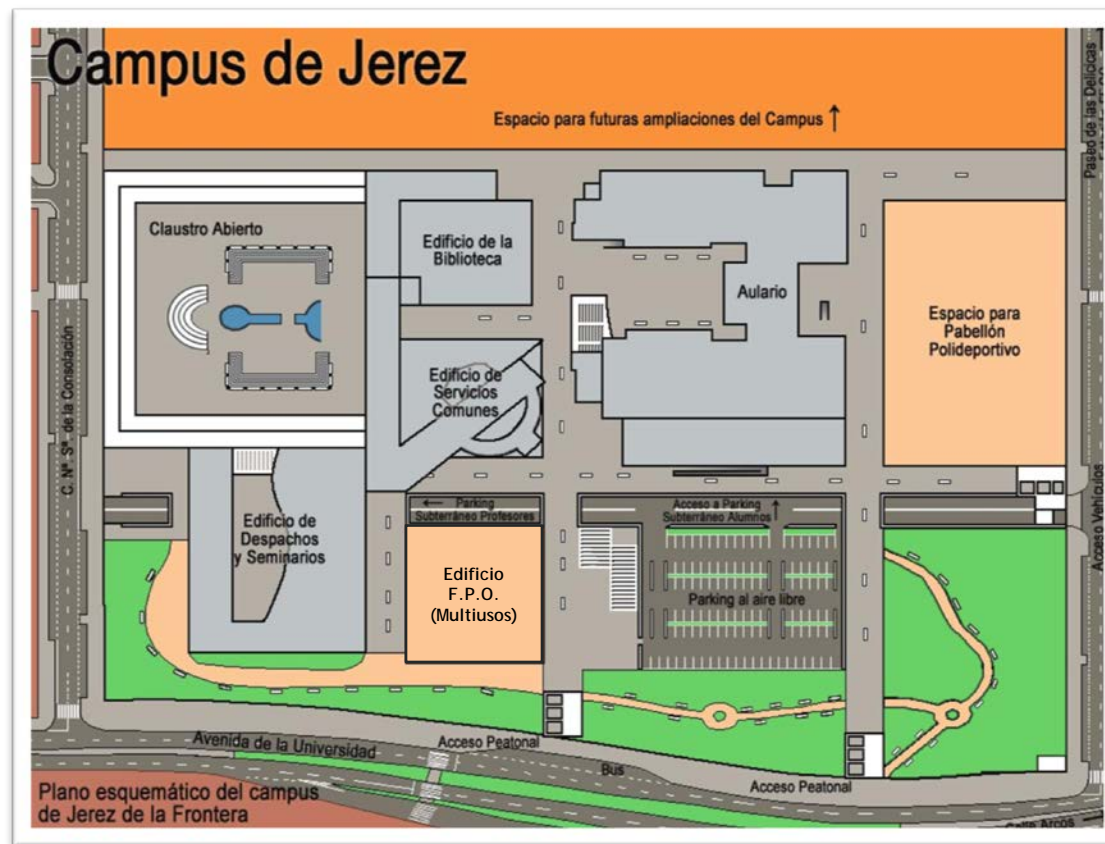 Campus de Jerez
Espacio para futuras ampliaciones del Campus
Paseo de las Delicicas
Claustro Abierto
Edificio de la
Biblioteca
Aulario
Espacio para
Pabellón
Polideportivo
C. Nª. Sª. de la Consolación
Edificio de
Servicios
Comunes
Parking
Subterráneo Profesores
Acceso a Parking
Subterráneo Alumnos
Edificio de
Despachos
y Seminarios
Edificio
F.P.O.
(Multiusos)
Parking al aire libre
Acceso Vehículos
Avenida de la Universidad
Acceso Peatonal
Bus
Acceso Peatonal
Plano esquemático del campus
de Jerez de la Frontera
Calle Arcos